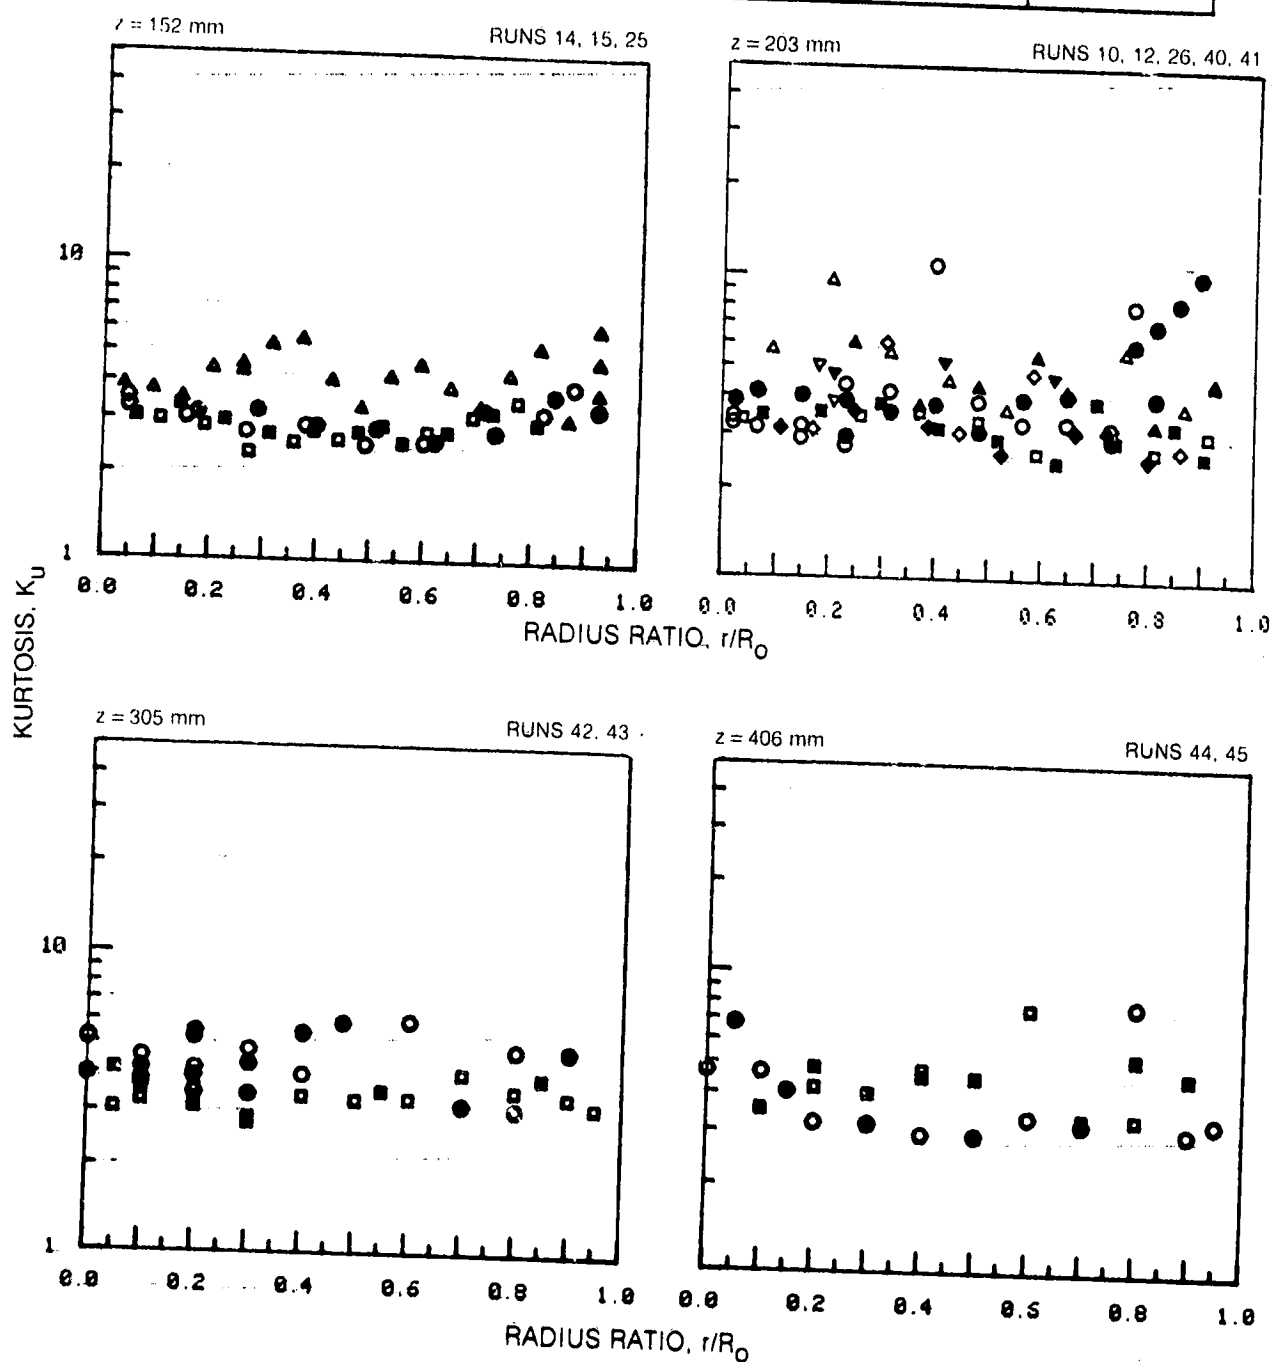 z = 152 mm
RUNS 14, 15, 25
z = 203 mm
RUNS 10, 12, 26, 40, 41
10
1
0.0 0.2 0.4 0.6 0.8 1.0
0.0 0.2 0.4 0.6 0.8 1.0
RADIUS RATIO, r/Ro
KURTOSIS, Ku
z = 305 mm
RUNS 42, 43
z = 406 mm
RUNS 44, 45
10
1
0.0 0.2 0.4 0.6 0.8 1.0
0.0 0.2 0.4 0.6 0.8 1.0
RADIUS RATIO, r/Ro